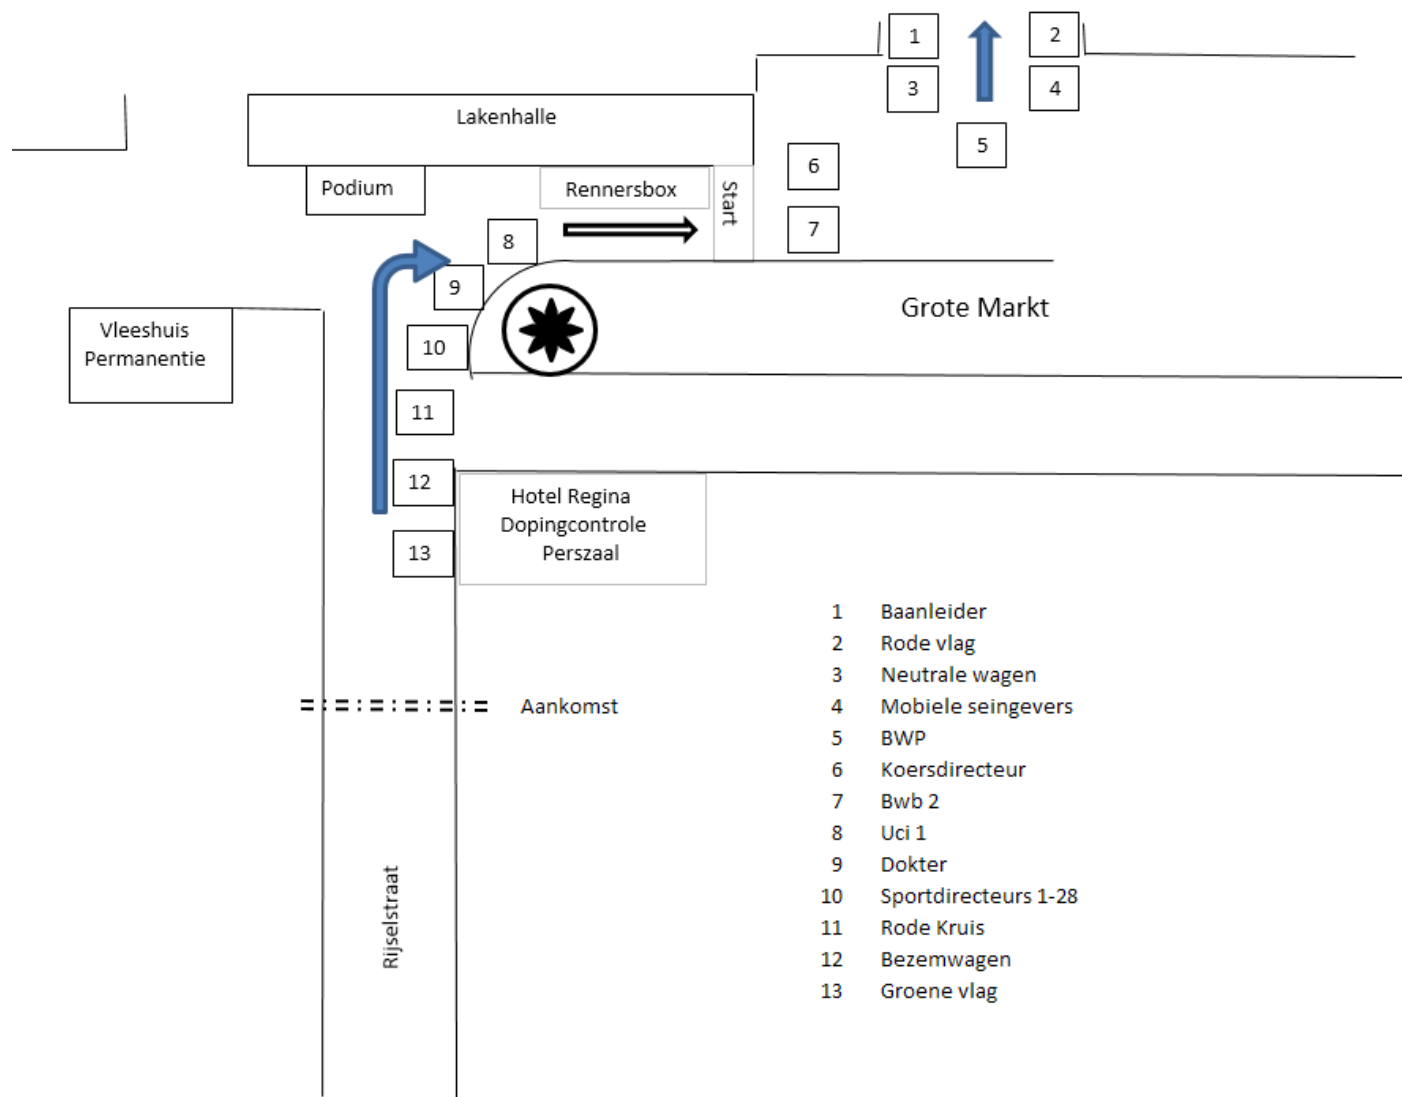 1
2
3
4
5
Lakenhalle
6
Podium
Rennersbox
Start
7
8
9
Grote Markt
Vleeshuis
Permanentie
10
11
12
13
Hotel Regina
Dopingcontrole
Perszaal
Aankomst
Rijselstraat
1 Baanleider
2 Rode vlag
3 Neutrale wagen
4 Mobiele seingevers
5 BWP
6 Koersdirecteur
7 Bwb 2
8 Uci 1
9 Dokter
10 Sportdirecteurs 1-28
11 Rode Kruis
12 Bezemwagen
13 Groene vlag